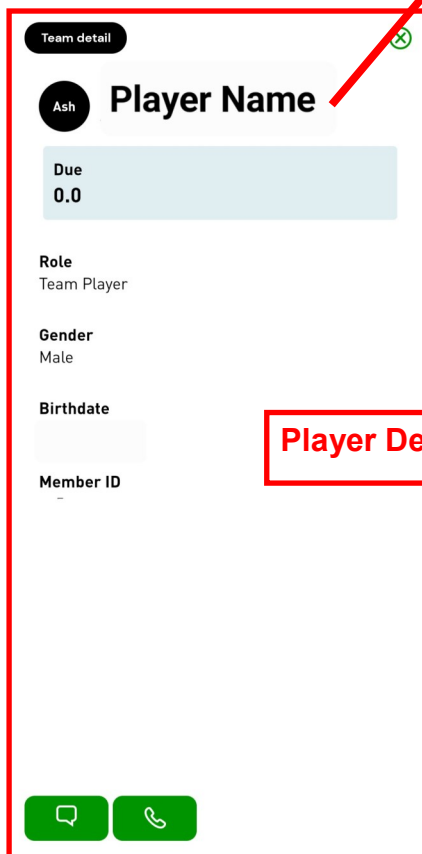 Team detail
Ash
Player Name
Due
0.0
Role
Team Player
Gender
Male
Birthdate
Player De
Member ID